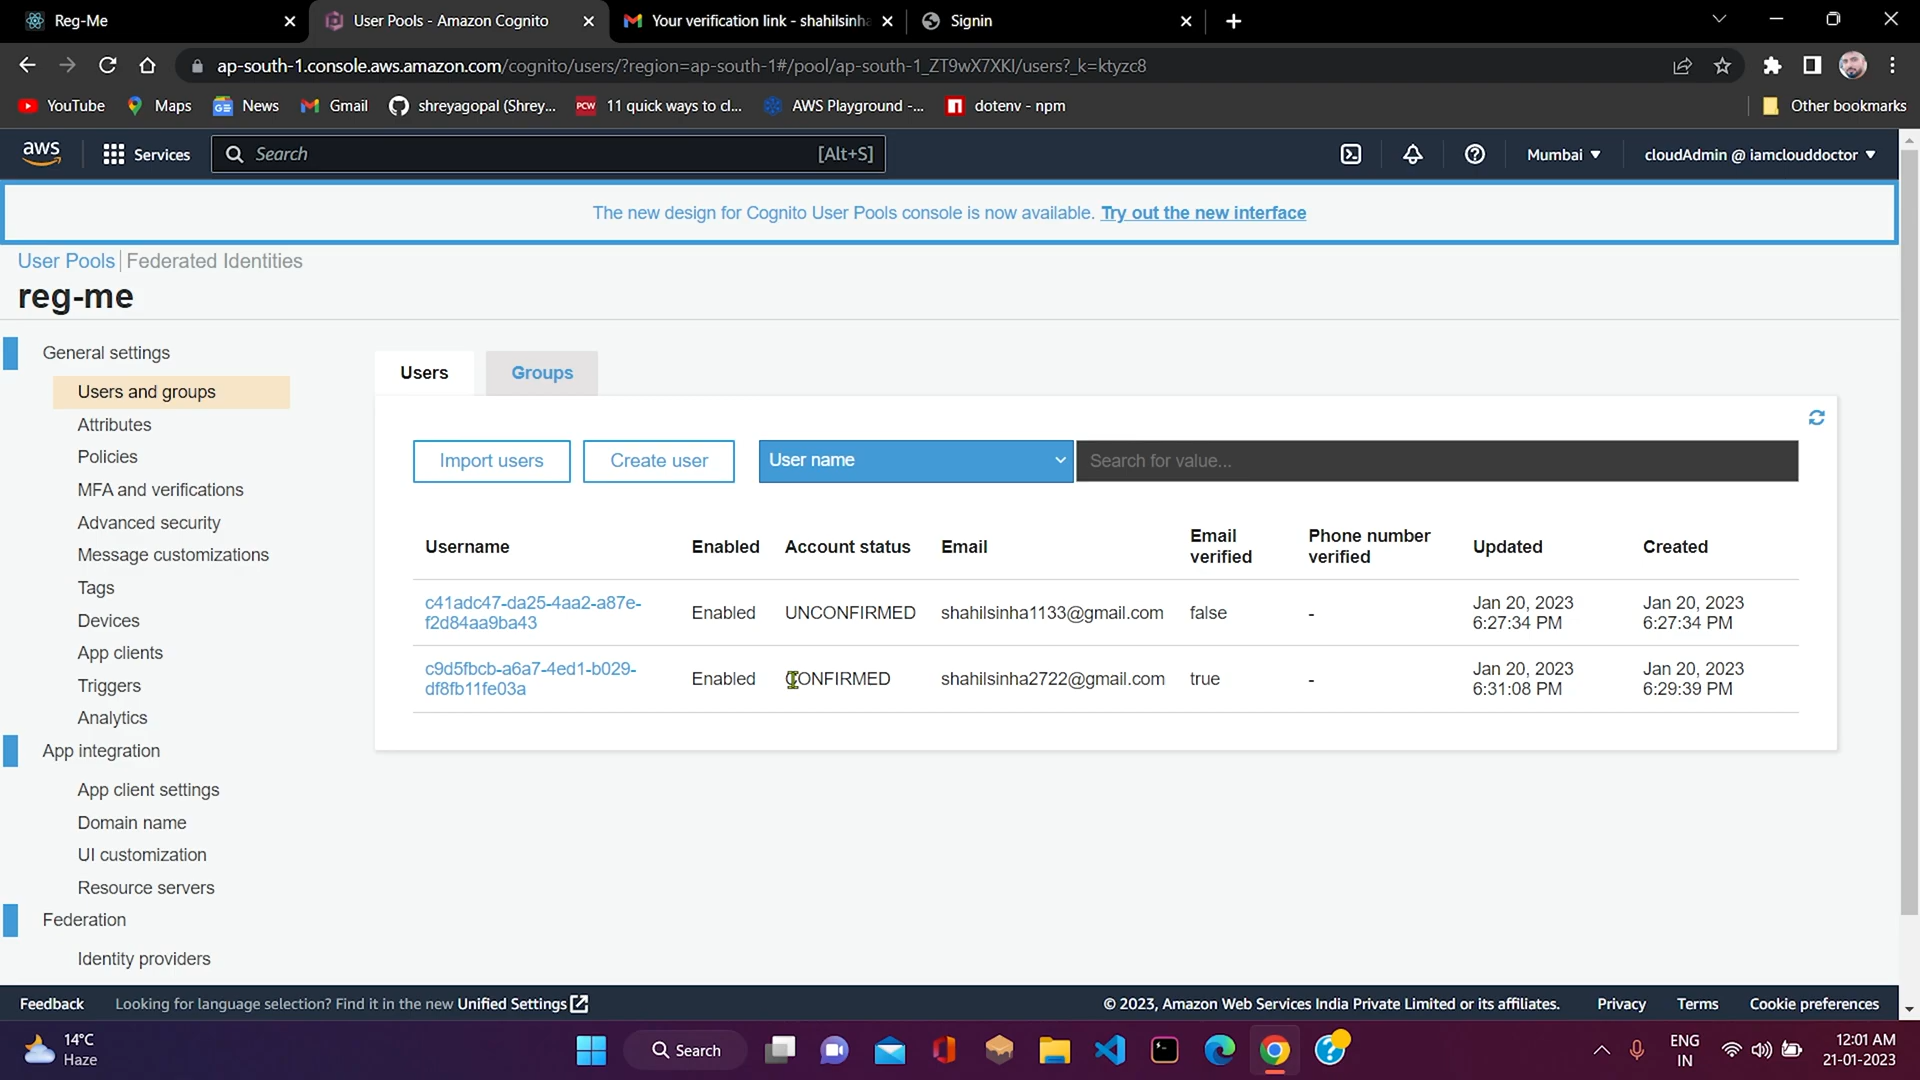 Reg-Me
User Pools - Amazon Cognito
Your verification link - shahilsinha
Signin
ap-south-1.console.aws.amazon.com/cognito/users/?region=ap-south-1#/pool/ap-south-1_ZT9wX7XKl/users?_k=ktyzc8
YouTube
Maps
News
Gmail
shreyagopal (Shrey...
PCW
11 quick ways to cl...
AWS Playground -...
n
dotenv - npm
Other bookmarks
aws
Services
Search
[Alt+S]
Mumbai
cloudAdmin @ iamclouddoctor
The new design for Cognito User Pools console is now available. Try out the new interface
User Pools | Federated Identities
reg-me
General settings
Users and groups
Attributes
Policies
MFA and verifications
Advanced security
Message customizations
Tags
Devices
App clients
Triggers
Analytics
App integration
App client settings
Domain name
UI customization
Resource servers
Federation
Identity providers
Users
Groups
Import users
Create user
User name
Search for value...
Username Enabled Account status Email Email verified Phone number verified Updated Created
c41adc47-da25-4aa2-a87e-f2d84aa9ba43 Enabled UNCONFIRMED shahilsinha1133@gmail.com false - Jan 20, 2023 6:27:34 PM Jan 20, 2023 6:27:34 PM
c9d5fbcb-a6a7-4ed1-b029-df8fb11fe03a Enabled CONFIRMED shahilsinha2722@gmail.com true - Jan 20, 2023 6:31:08 PM Jan 20, 2023 6:29:39 PM
Feedback
Looking for language selection? Find it in the new Unified Settings
© 2023, Amazon Web Services India Private Limited or its affiliates.
Privacy
Terms
Cookie preferences
14°C
Haze
Search
ENG
IN
12:01 AM
21-01-2023